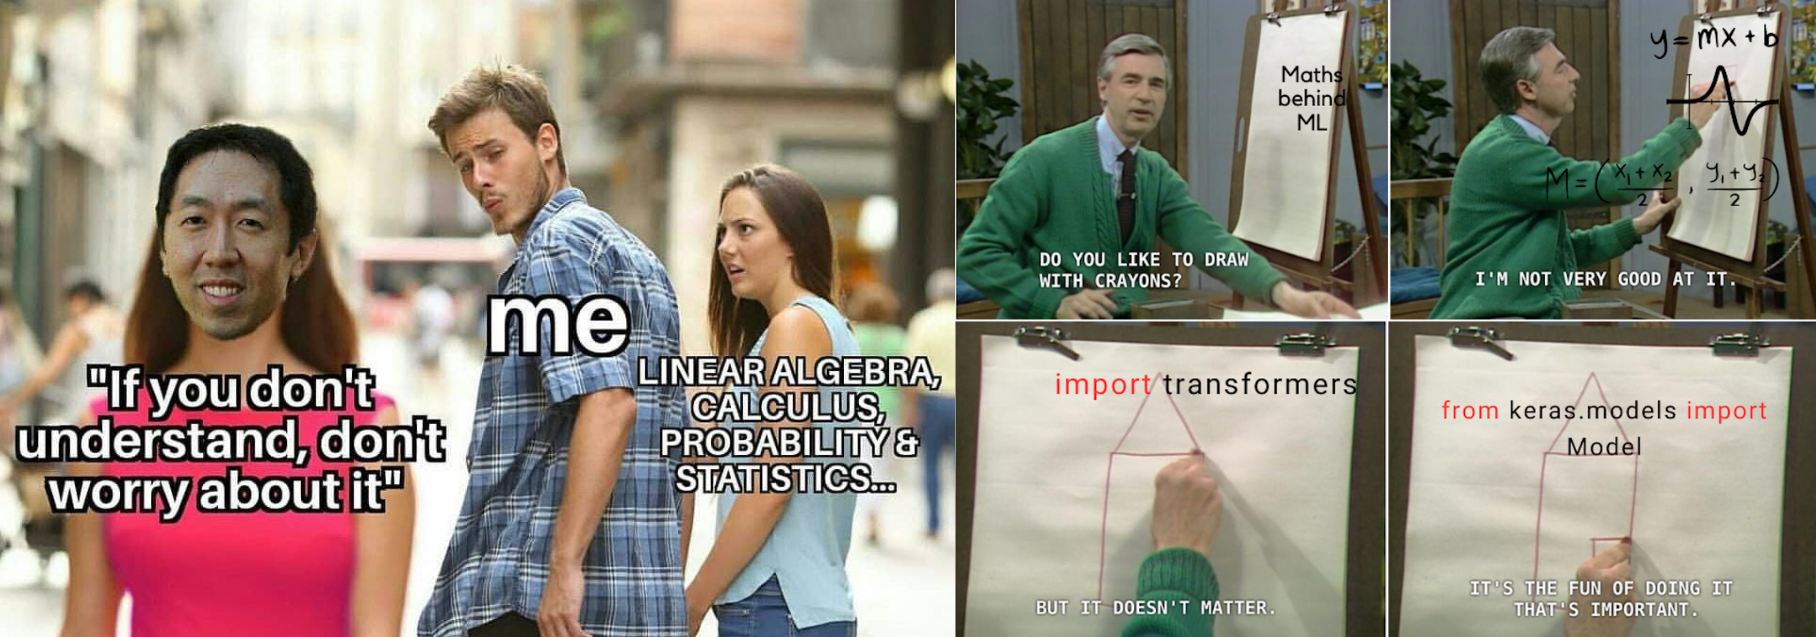 "If you don't
understand, don't
worry about it"
me
LINEAR ALGEBRA,
CALCULUS,
PROBABILITY &
STATISTICS...
Maths
behind
ML
DO YOU LIKE TO DRAW
WITH CRAYONS?
y = mx + b
M = (x₁ + x₂ / 2 , y₁ + y₂ / 2)
I'M NOT VERY GOOD AT IT.
import transformers
BUT IT DOESN'T MATTER.
from keras.models import
Model
IT'S THE FUN OF DOING IT
THAT'S IMPORTANT.